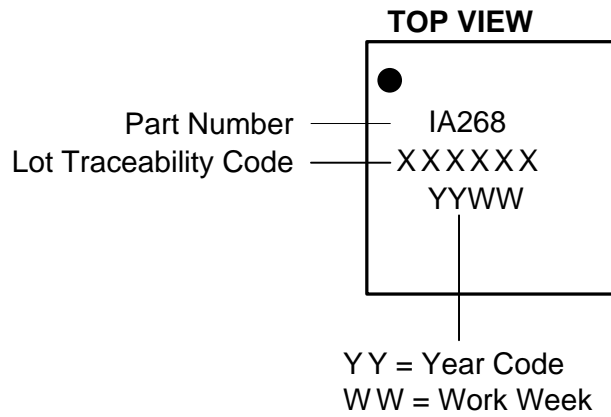 TOP VIEW
Part Number
IA268
Lot Traceability Code
XXXXXX
YYWW
YY = Year Code
WW = Work Week